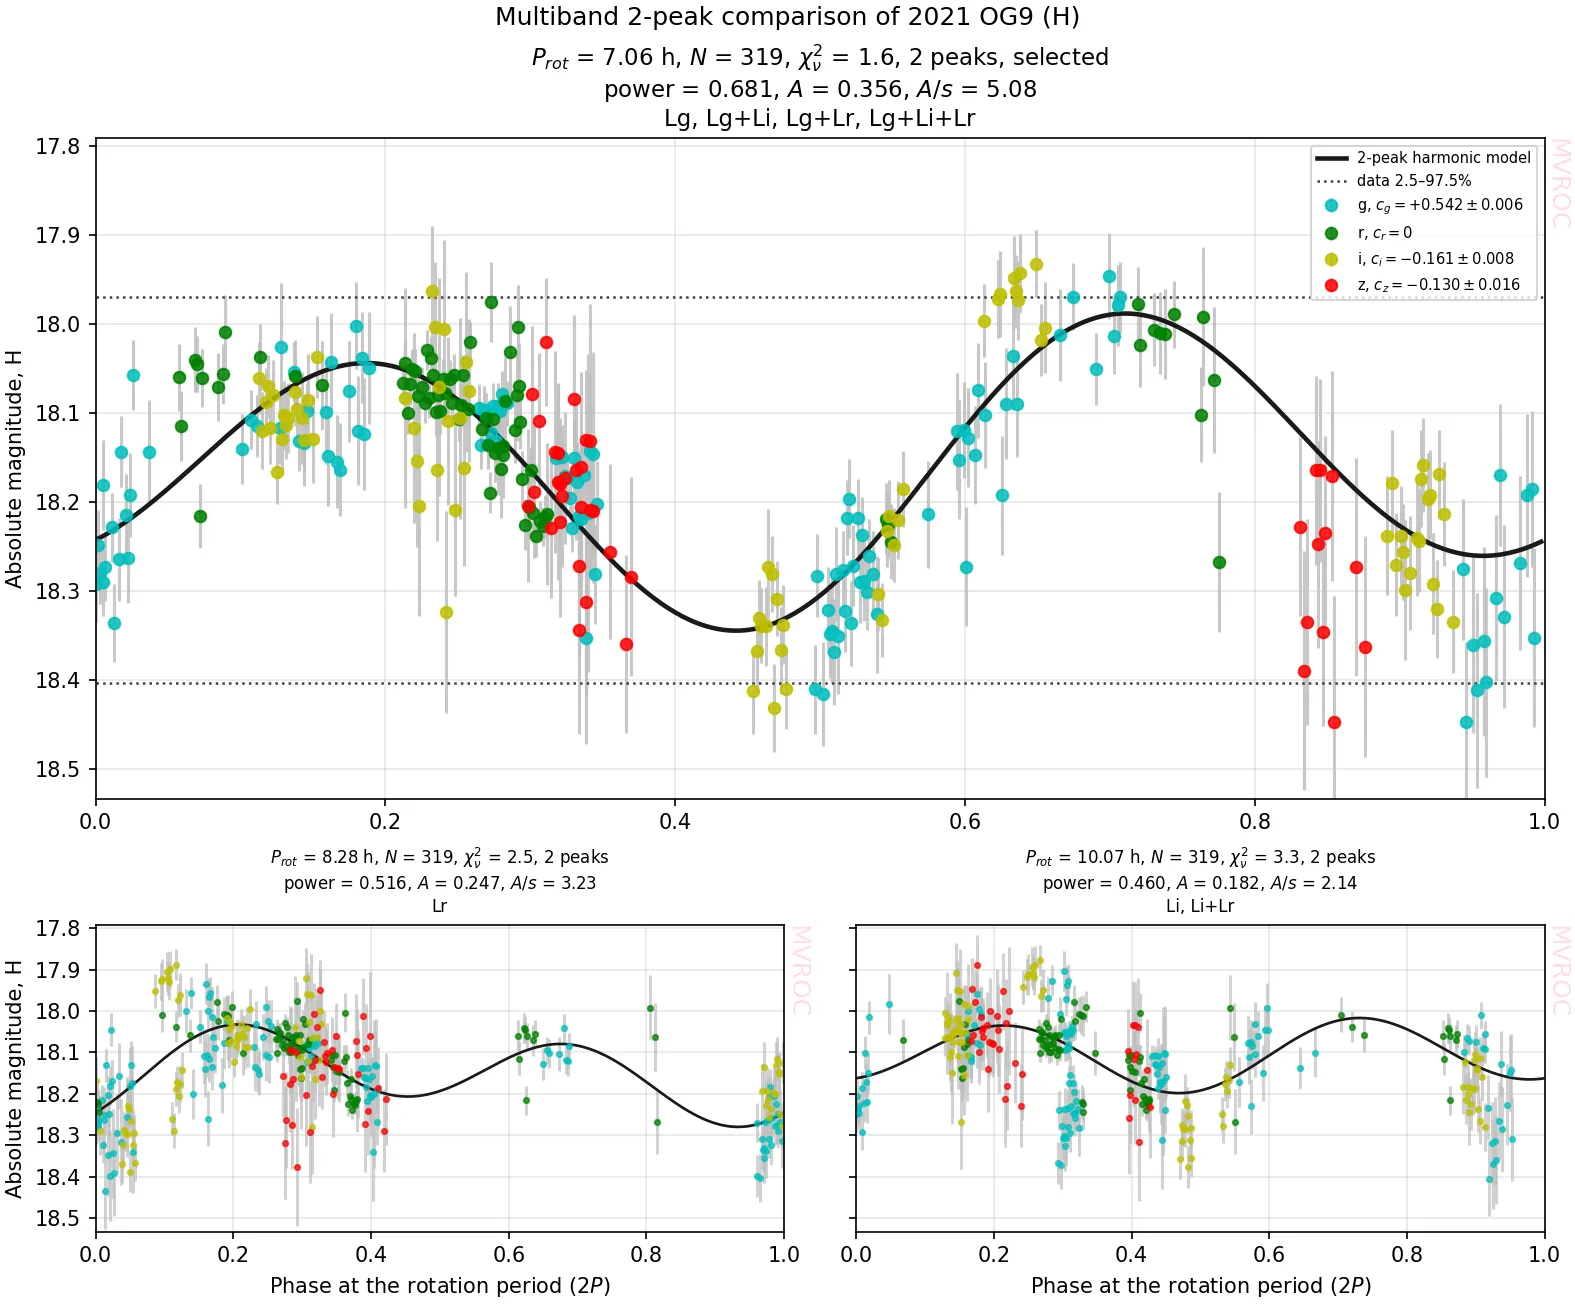 Multiband 2-peak comparison of 2021 OG9 (H)
P_rot = 7.06 h, N = 319, χ²_ν = 1.6, 2 peaks, selected
power = 0.681, A = 0.356, A/s = 5.08
Lg, Lg+Li, Lg+Lr, Lg+Li+Lr
MVROC
2-peak harmonic model
data 2.5–97.5%
g, c_g = +0.542 ± 0.006
r, c_r = 0
i, c_i = −0.161 ± 0.008
z, c_z = −0.130 ± 0.016
Absolute magnitude, H
17.8
17.9
18.0
18.1
18.2
18.3
18.4
18.5
0.0 0.2 0.4 0.6 0.8 1.0
P_rot = 8.28 h, N = 319, χ²_ν = 2.5, 2 peaks
power = 0.516, A = 0.247, A/s = 3.23
Lr
MVROC
Absolute magnitude, H
17.8
17.9
18.0
18.1
18.2
18.3
18.4
18.5
0.0 0.2 0.4 0.6 0.8 1.0
Phase at the rotation period (2P)
P_rot = 10.07 h, N = 319, χ²_ν = 3.3, 2 peaks
power = 0.460, A = 0.182, A/s = 2.14
Li, Li+Lr
MVROC
0.0 0.2 0.4 0.6 0.8 1.0
Phase at the rotation period (2P)